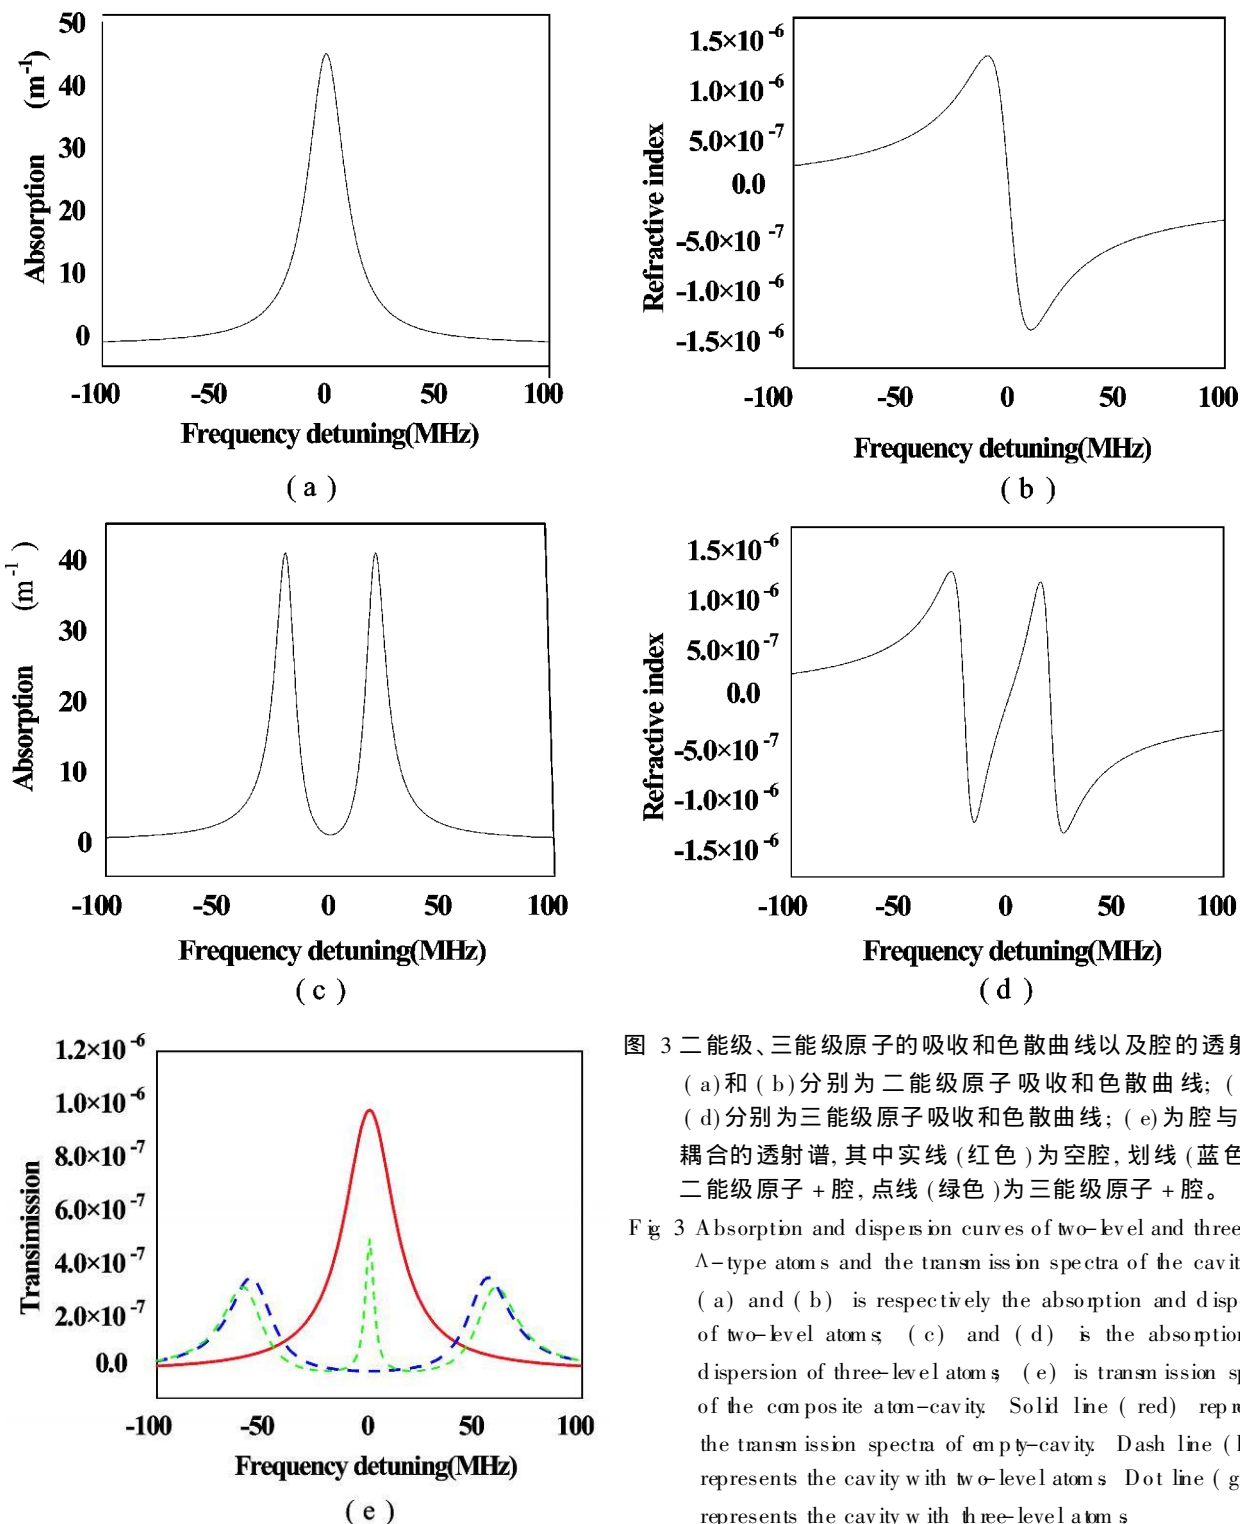 50
40
30
20
10
0
Absorption (m-1)
-100 -50 0 50 100
Frequency detuning(MHz)
( a )
1.5×10-6
1.0×10-6
5.0×10-7
0.0
-5.0×10-7
-1.0×10-6
-1.5×10-6
Refractive index
-100 -50 0 50 100
Frequency detuning(MHz)
( b )
40
30
20
10
0
Absorption (m-1)
-100 -50 0 50 100
Frequency detuning(MHz)
( c )
1.5×10-6
1.0×10-6
5.0×10-7
0.0
-5.0×10-7
-1.0×10-6
-1.5×10-6
Refractive index
-100 -50 0 50 100
Frequency detuning(MHz)
( d )
1.2×10-6
1.0×10-6
8.0×10-7
6.0×10-7
4.0×10-7
2.0×10-7
0.0
Transimission
-100 -50 0 50 100
Frequency detuning(MHz)
( e )
图 3 二能级、三能级原子的吸收和色散曲线以及腔的透射
( a)和 ( b)分别为二能级原子吸收和色散曲线; (
( d)分别为三能级原子吸收和色散曲线; ( e)为腔与
耦合的透射谱, 其中实线 (红色 )为空腔, 划线 (蓝色
二能级原子 + 腔, 点线 (绿色 )为三能级原子 + 腔。
Fig 3 Absorption and dispersion curves of two-level and three
Λ-type atoms and the transmission spectra of the cavit
( a) and ( b) is respectively the absorption and disp
of two-level atoms; ( c) and ( d) is the absorption
dispersion of three-level atoms; ( e) is transmission sp
of the composite atom-cavity. Solid line ( red) repre
the transmission spectra of empty-cavity. Dash line (
represents the cavity with two-level atoms. Dot line ( g
represents the cavity with three-level atoms